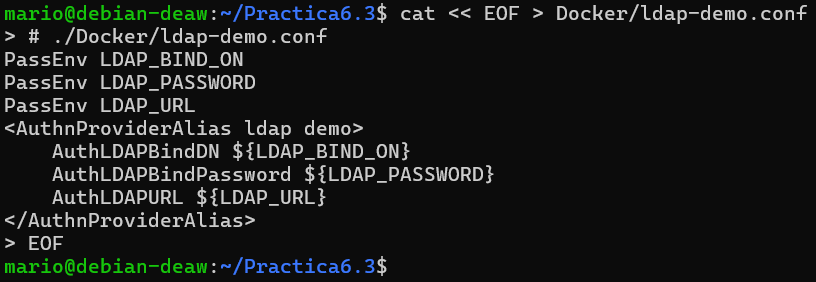 mario@debian-deaw:~/Practica6.3$ cat << EOF > Docker/ldap-demo.conf
> # ./Docker/ldap-demo.conf
PassEnv LDAP_BIND_ON
PassEnv LDAP_PASSWORD
PassEnv LDAP_URL
<AuthnProviderAlias ldap demo>
    AuthLDAPBindDN ${LDAP_BIND_ON}
    AuthLDAPBindPassword ${LDAP_PASSWORD}
    AuthLDAPURL ${LDAP_URL}
</AuthnProviderAlias>
> EOF
mario@debian-deaw:~/Practica6.3$